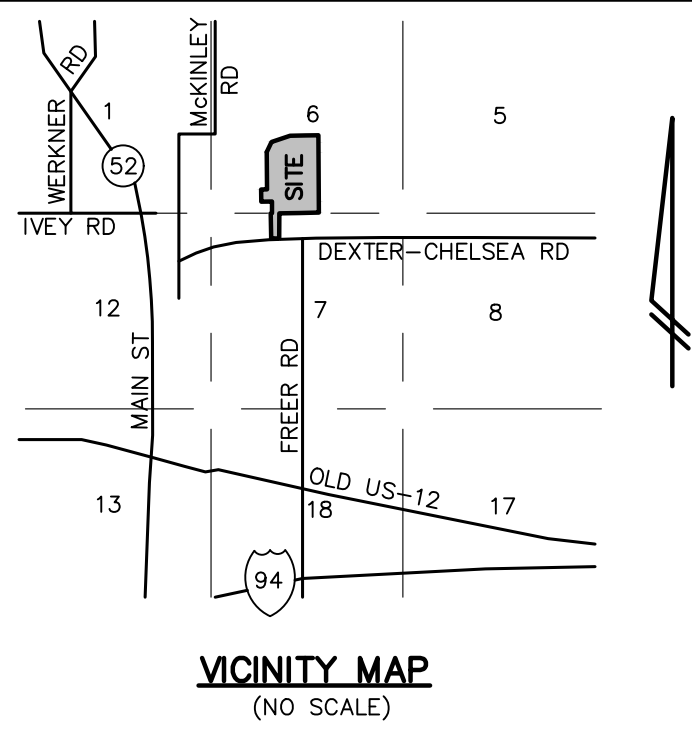 RD
McKINLEY
RD
WERKNER
1
6
5
52
SITE
IVEY RD
DEXTER-CHELSEA RD
12
7
8
MAIN ST
FREER RD
OLD US-12
13
18
17
94
VICINITY MAP
(NO SCALE)